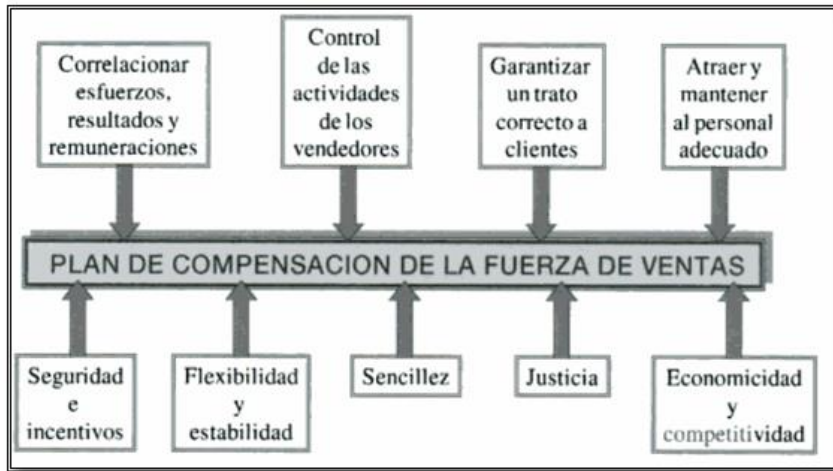 Correlacionar
esfuerzos,
resultados y
remuneraciones
Control
de las
actividades
de los
vendedores
Garantizar
un trato
correcto a
clientes
Atraer y
mantener
al personal
adecuado
PLAN DE COMPENSACION DE LA FUERZA DE VENTAS
Seguridad
e
incentivos
Flexibilidad
y
estabilidad
Sencillez
Justicia
Economicidad
y
competitividad